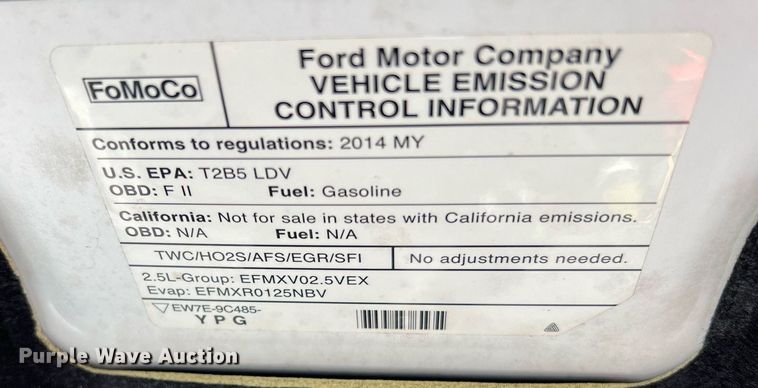 FoMoCo
Ford Motor Company
VEHICLE EMISSION
CONTROL INFORMATION
Conforms to regulations: 2014 MY
U.S. EPA: T2B5 LDV
OBD: F II Fuel: Gasoline
California: Not for sale in states with California emissions.
OBD: N/A Fuel: N/A
TWC/HO2S/AFS/EGR/SFI No adjustments needed.
2.5L-Group: EFMXV02.5VEX
Evap: EFMXR0125NBV
EW7E-9C485-
Y P G
Purple Wave Auction